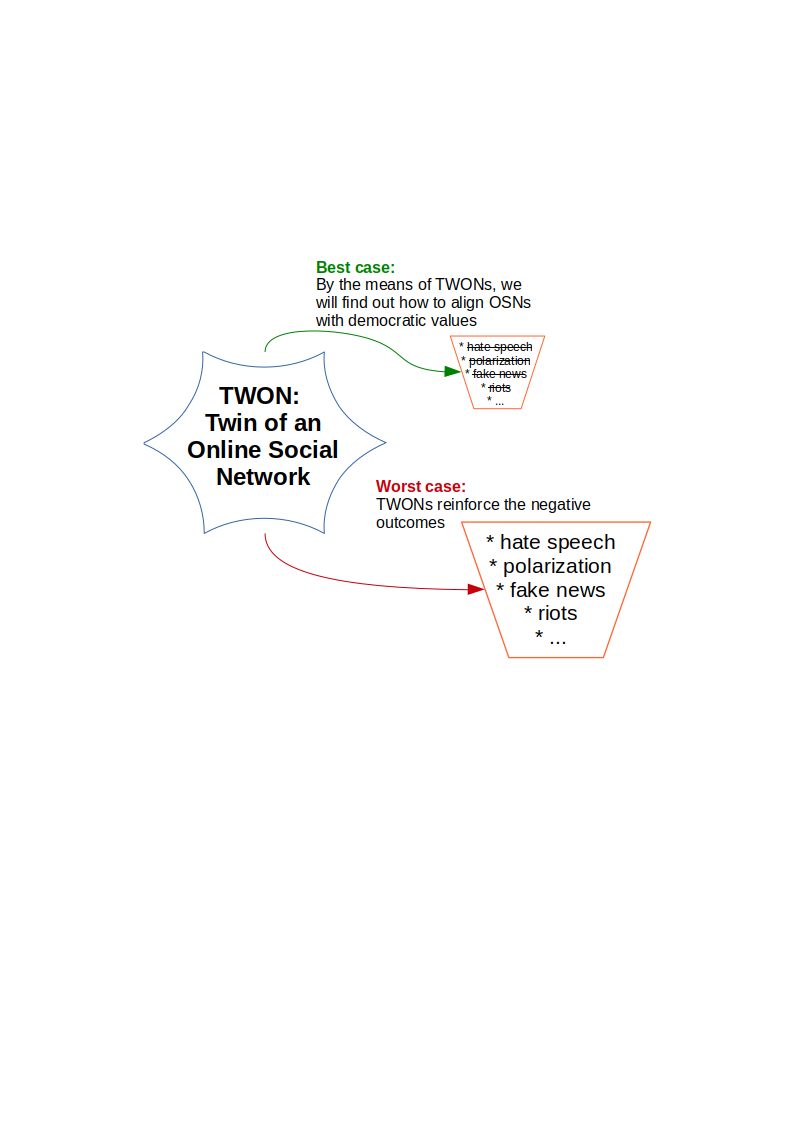 Best case:
By the means of TWONs, we
will find out how to align OSNs
with democratic values
* hate speech
* polarization
* fake news
* riots
* ...
TWON:
Twin of an
Online Social
Network
Worst case:
TWONs reinforce the negative
outcomes
* hate speech
* polarization
* fake news
* riots
* ...